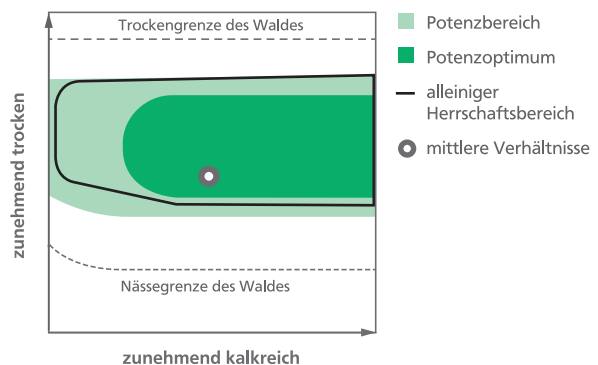 Trockengrenze des Waldes
Nässegrenze des Waldes
zunehmend trocken
zunehmend kalkreich
Potenzbereich
Potenzoptimum
alleiniger
Herrschaftsbereich
mittlere Verhältnisse